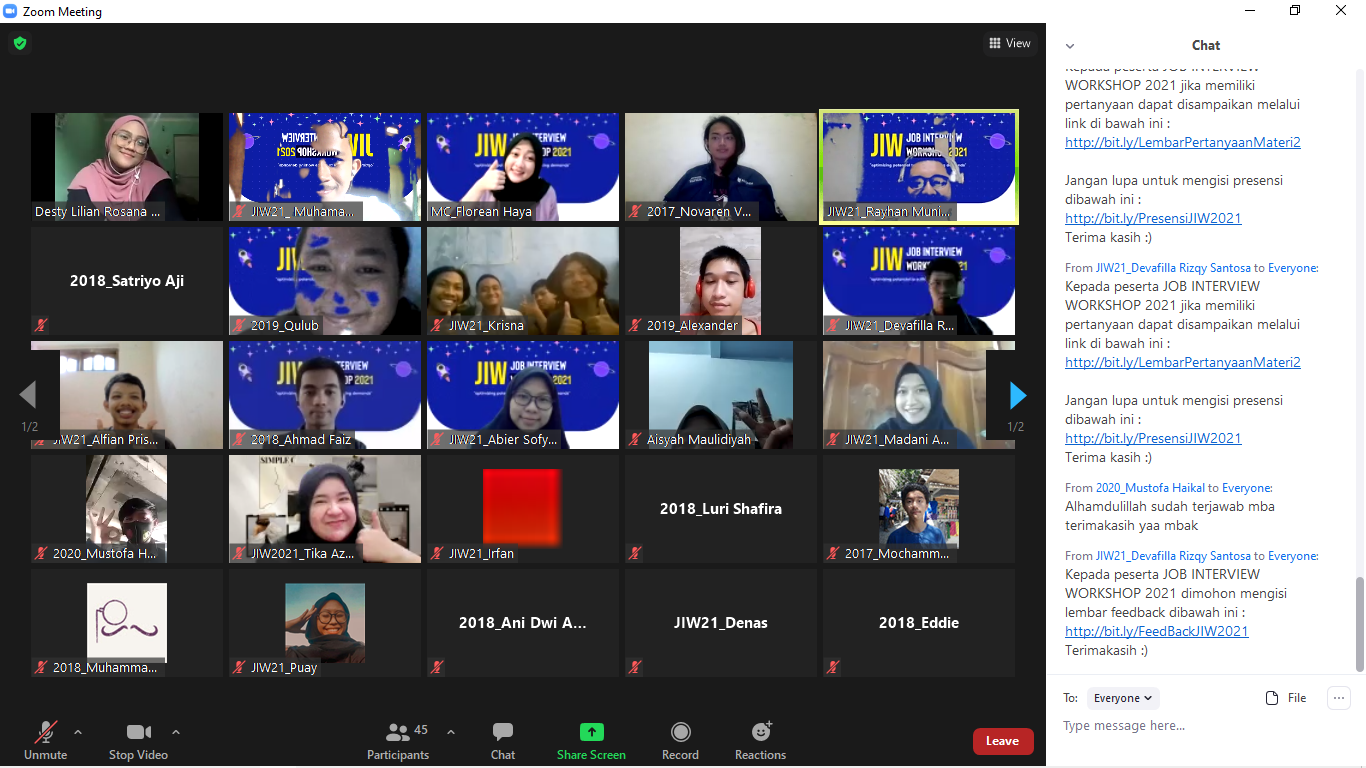 Zoom Meeting
View
Desty Lilian Rosana ...
JIW21_ Muhama...
MC_Florean Haya
2017_Novaren V...
JIW21_Rayhan Muni...
JIW JOB INTERVIEW
WORKSHOP 2021
2018_Satriyo Aji
2019_Qulub
JIW21_Krisna
2019_Alexander
JIW21_Devafilla R...
JIW JOB INTERVIEW
JIW21_Alfian Pris...
2018_Ahmad Faiz
JIW21_Abier Sofy...
Aisyah Maulidiyah
JIW21_Madani A...
1/2
1/2
2020_Mustofa H...
JIW2021_Tika Az...
JIW21_Irfan
2018_Luri Shafira
2017_Mochamm...
2018_Muhamma...
JIW21_Puay
2018_Ani Dwi A...
JIW21_Denas
2018_Eddie
Unmute
Stop Video
Participants
45
Chat
Share Screen
Record
Reactions
Leave
Chat
Kepada peserta JOB INTERVIEW
WORKSHOP 2021 jika memiliki
pertanyaan dapat disampaikan melalui
link di bawah ini :
http://bit.ly/LembarPertanyaanMateri2
Jangan lupa untuk mengisi presensi
dibawah ini :
http://bit.ly/PresensiJIW2021
Terima kasih :)
From JIW21_Devafilla Rizqy Santosa to Everyone:
Kepada peserta JOB INTERVIEW
WORKSHOP 2021 jika memiliki
pertanyaan dapat disampaikan melalui
link di bawah ini :
http://bit.ly/LembarPertanyaanMateri2
Jangan lupa untuk mengisi presensi
dibawah ini :
http://bit.ly/PresensiJIW2021
Terima kasih :)
From 2020_Mustofa Haikal to Everyone:
Alhamdulillah sudah terjawab mba
terimakasih yaa mbak
From JIW21_Devafilla Rizqy Santosa to Everyone:
Kepada peserta JOB INTERVIEW
WORKSHOP 2021 dimohon mengisi
lembar feedback dibawah ini :
http://bit.ly/FeedBackJIW2021
Terimakasih :)
To: Everyone
File
Type message here...